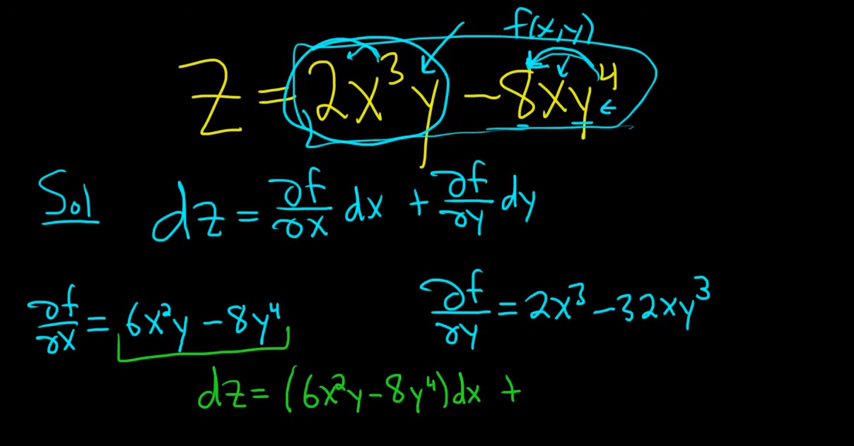 f(x,y)
Z = 2x³y − 8xy⁴
Sol dz = ∂f/∂x dx + ∂f/∂y dy
∂f/∂x = 6x²y − 8y⁴ ∂f/∂y = 2x³ − 32xy³
dz = (6x²y − 8y⁴)dx +